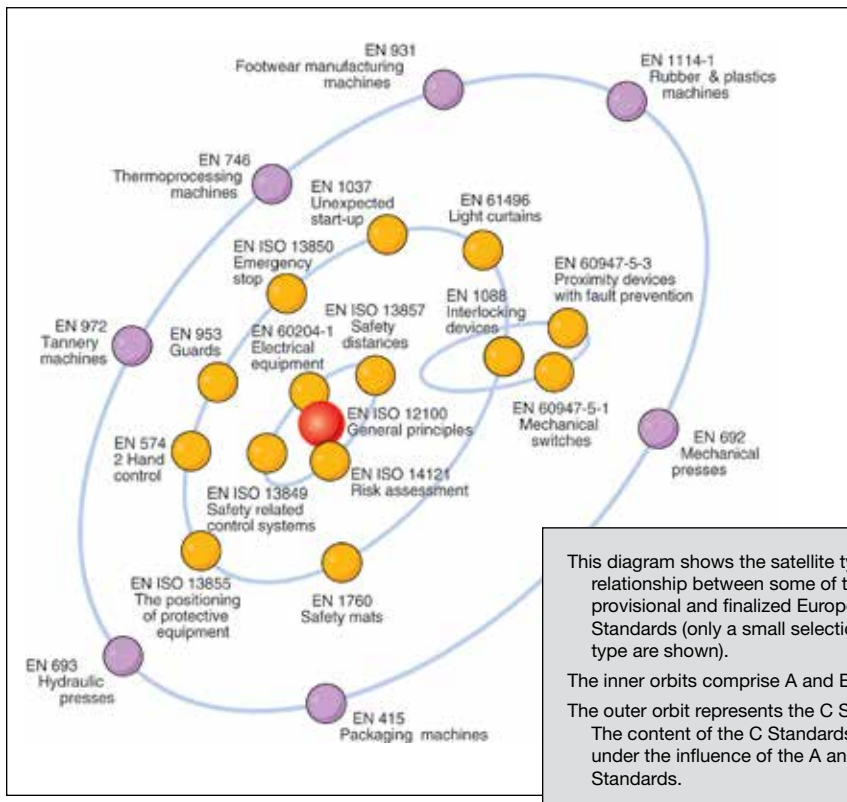 EN 931
Footwear manufacturing
machines
EN 1114-1
Rubber & plastics
machines
EN 746
Thermoprocessing
machines
EN 1037
Unexpected
start-up
EN 61496
Light curtains
EN ISO 13850
Emergency
stop
EN 60947-5-3
Proximity devices
with fault prevention
EN 1088
Interlocking
devices
EN ISO 13857
Safety
distances
EN 972
Tannery
machines
EN 953
Guards
EN 60204-1
Electrical
equipment
EN ISO 12100
General principles
EN 60947-5-1
Mechanical
switches
EN 692
Mechanical
presses
EN 574
2 Hand
control
EN ISO 14121
Risk assessment
EN ISO 13849
Safety related
control systems
EN ISO 13855
The positioning
of protective
equipment
EN 1760
Safety mats
EN 693
Hydraulic
presses
EN 415
Packaging machines
This diagram shows the satellite
relationship between some of
provisional and finalized
Standards (only a small
type are shown).
The inner orbits comprise A and
The outer orbit represents the C
The content of the C Standards
under the influence of the A
Standards.